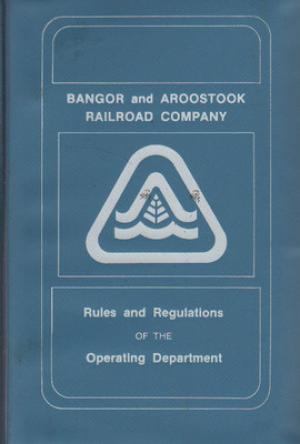 BANGOR and AROOSTOOK
RAILROAD COMPANY
Rules and Regulations
OF THE
Operating Department